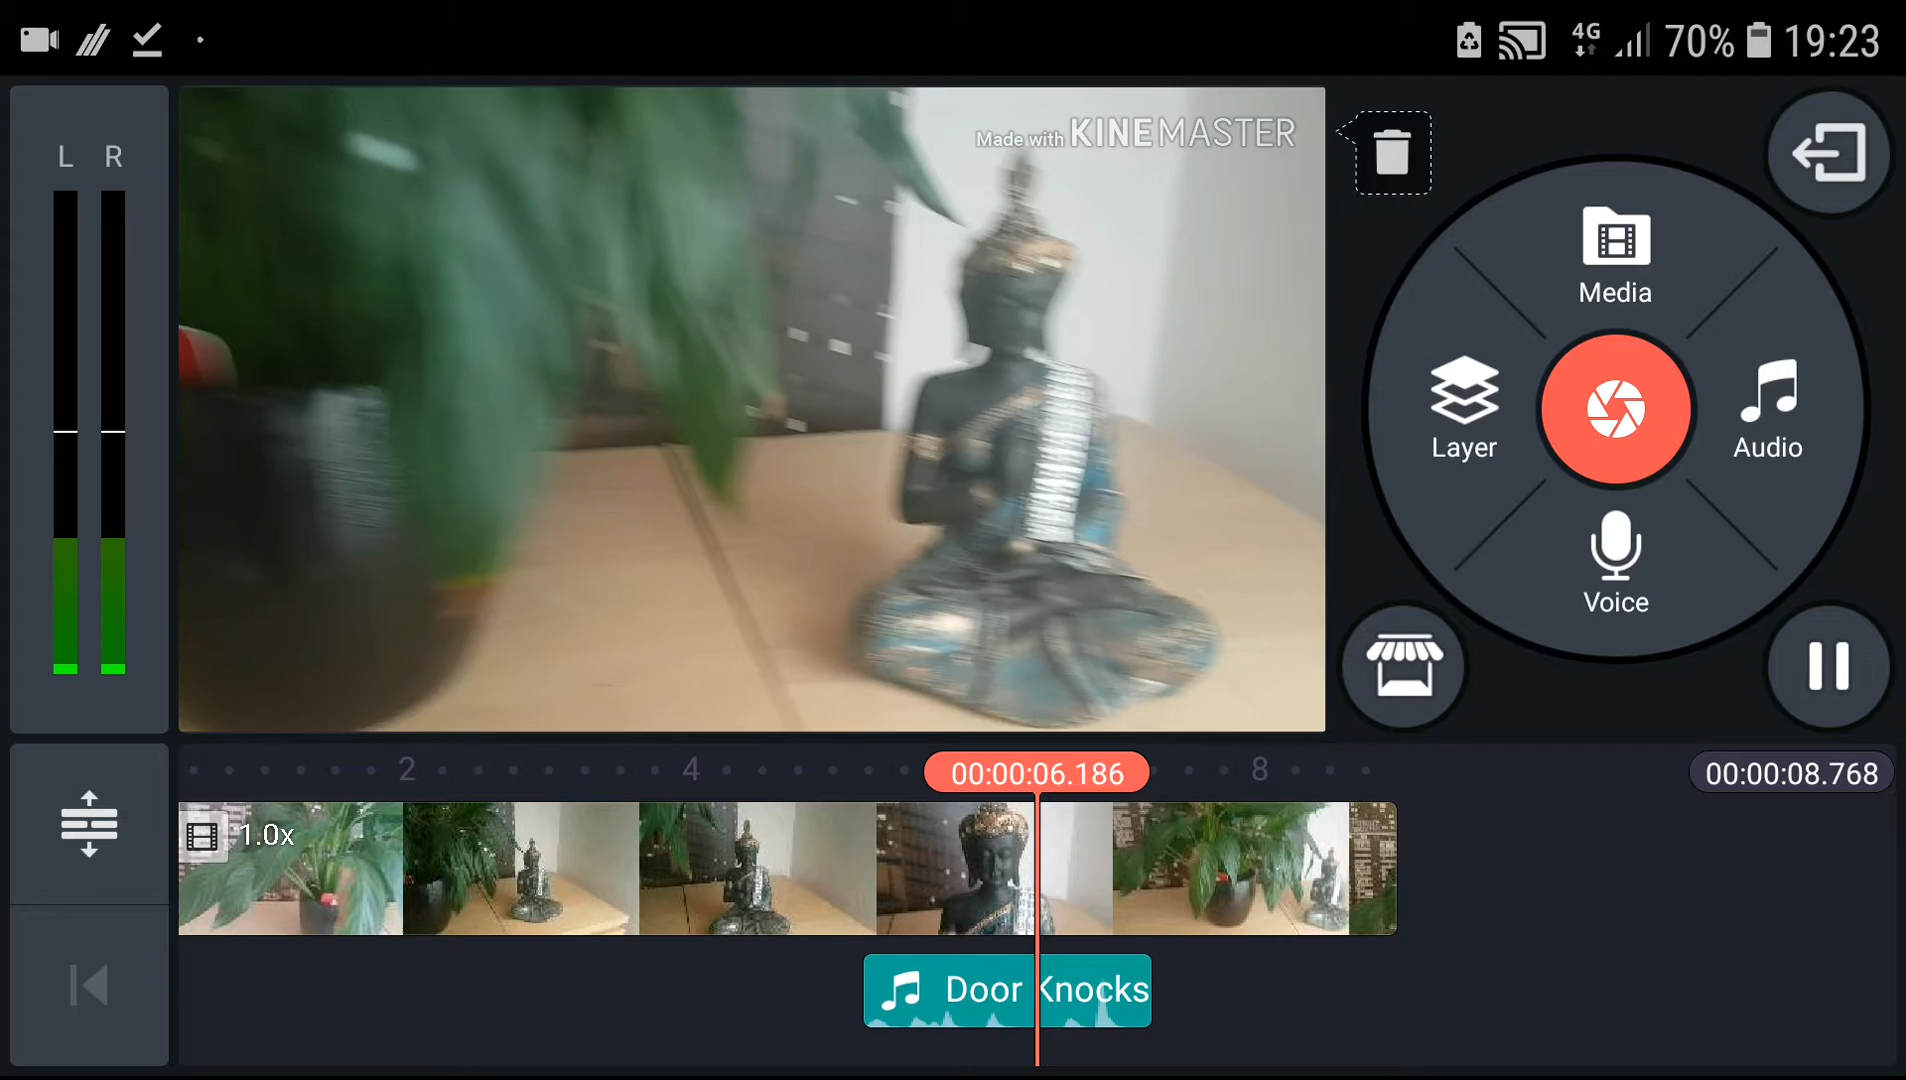 4G 70% 19:23
L R
Made with KINEMASTER
Media
Layer
Audio
Voice
2 4 00:00:06.186 8 00:00:08.768
1.0x
Door Knocks